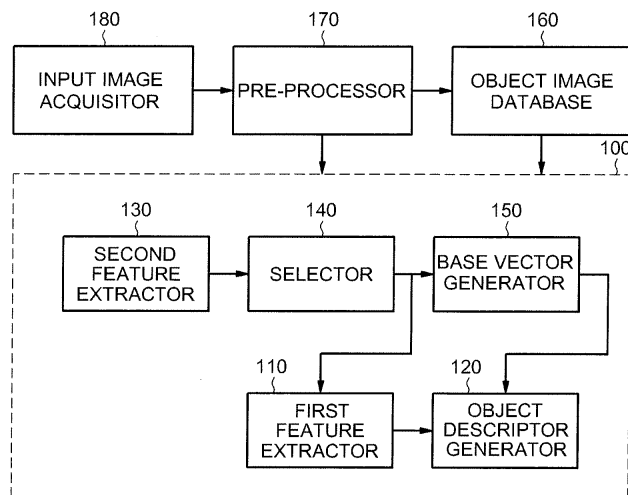 180
170
160
INPUT IMAGE
ACQUISITOR
PRE-PROCESSOR
OBJECT IMAGE
DATABASE
100
130
140
150
SECOND
FEATURE
EXTRACTOR
SELECTOR
BASE VECTOR
GENERATOR
110
120
FIRST
FEATURE
EXTRACTOR
OBJECT
DESCRIPTOR
GENERATOR